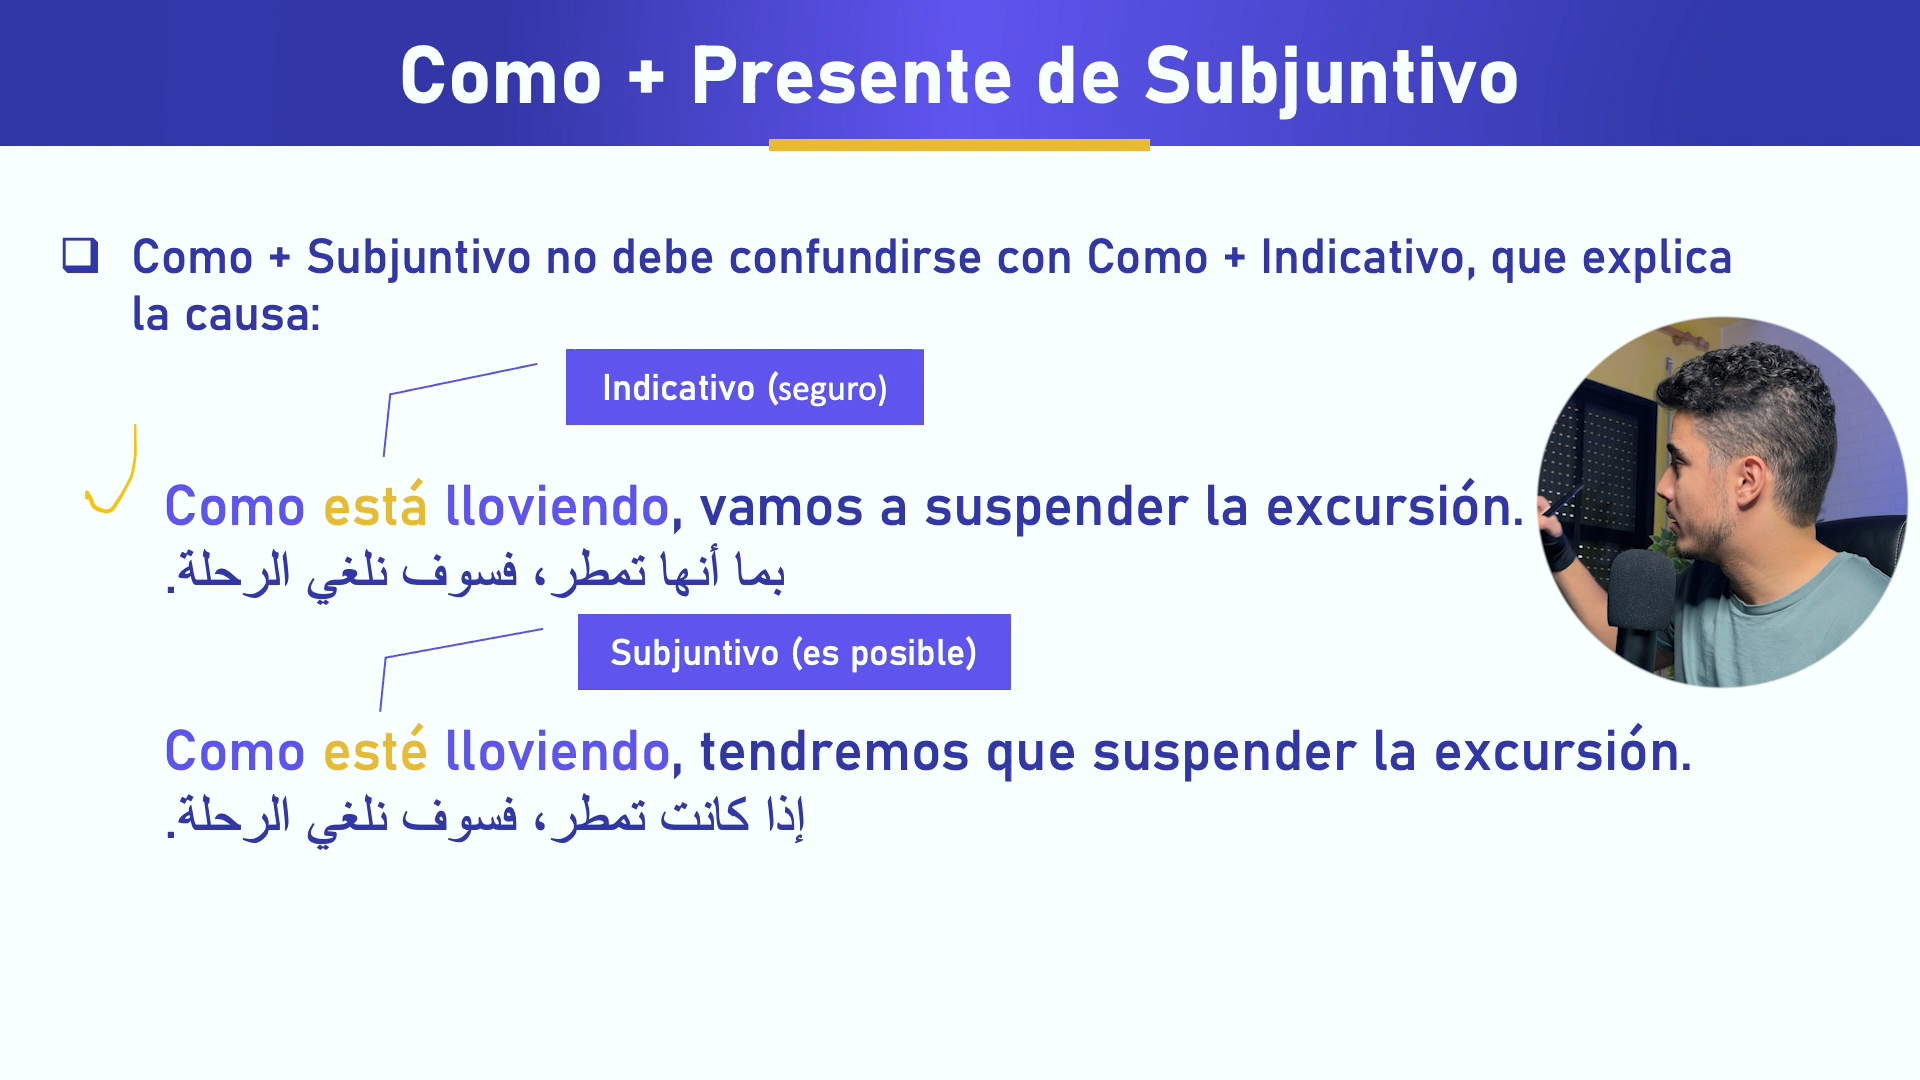 Como + Presente de Subjuntivo
Como + Subjuntivo no debe confundirse con Como + Indicativo, que explica
la causa:
Indicativo (seguro)
Como está lloviendo, vamos a suspender la excursión.
بما أنها تمطر، فسوف نلغي الرحلة.
Subjuntivo (es posible)
Como esté lloviendo, tendremos que suspender la excursión.
إذا كانت تمطر، فسوف نلغي الرحلة.